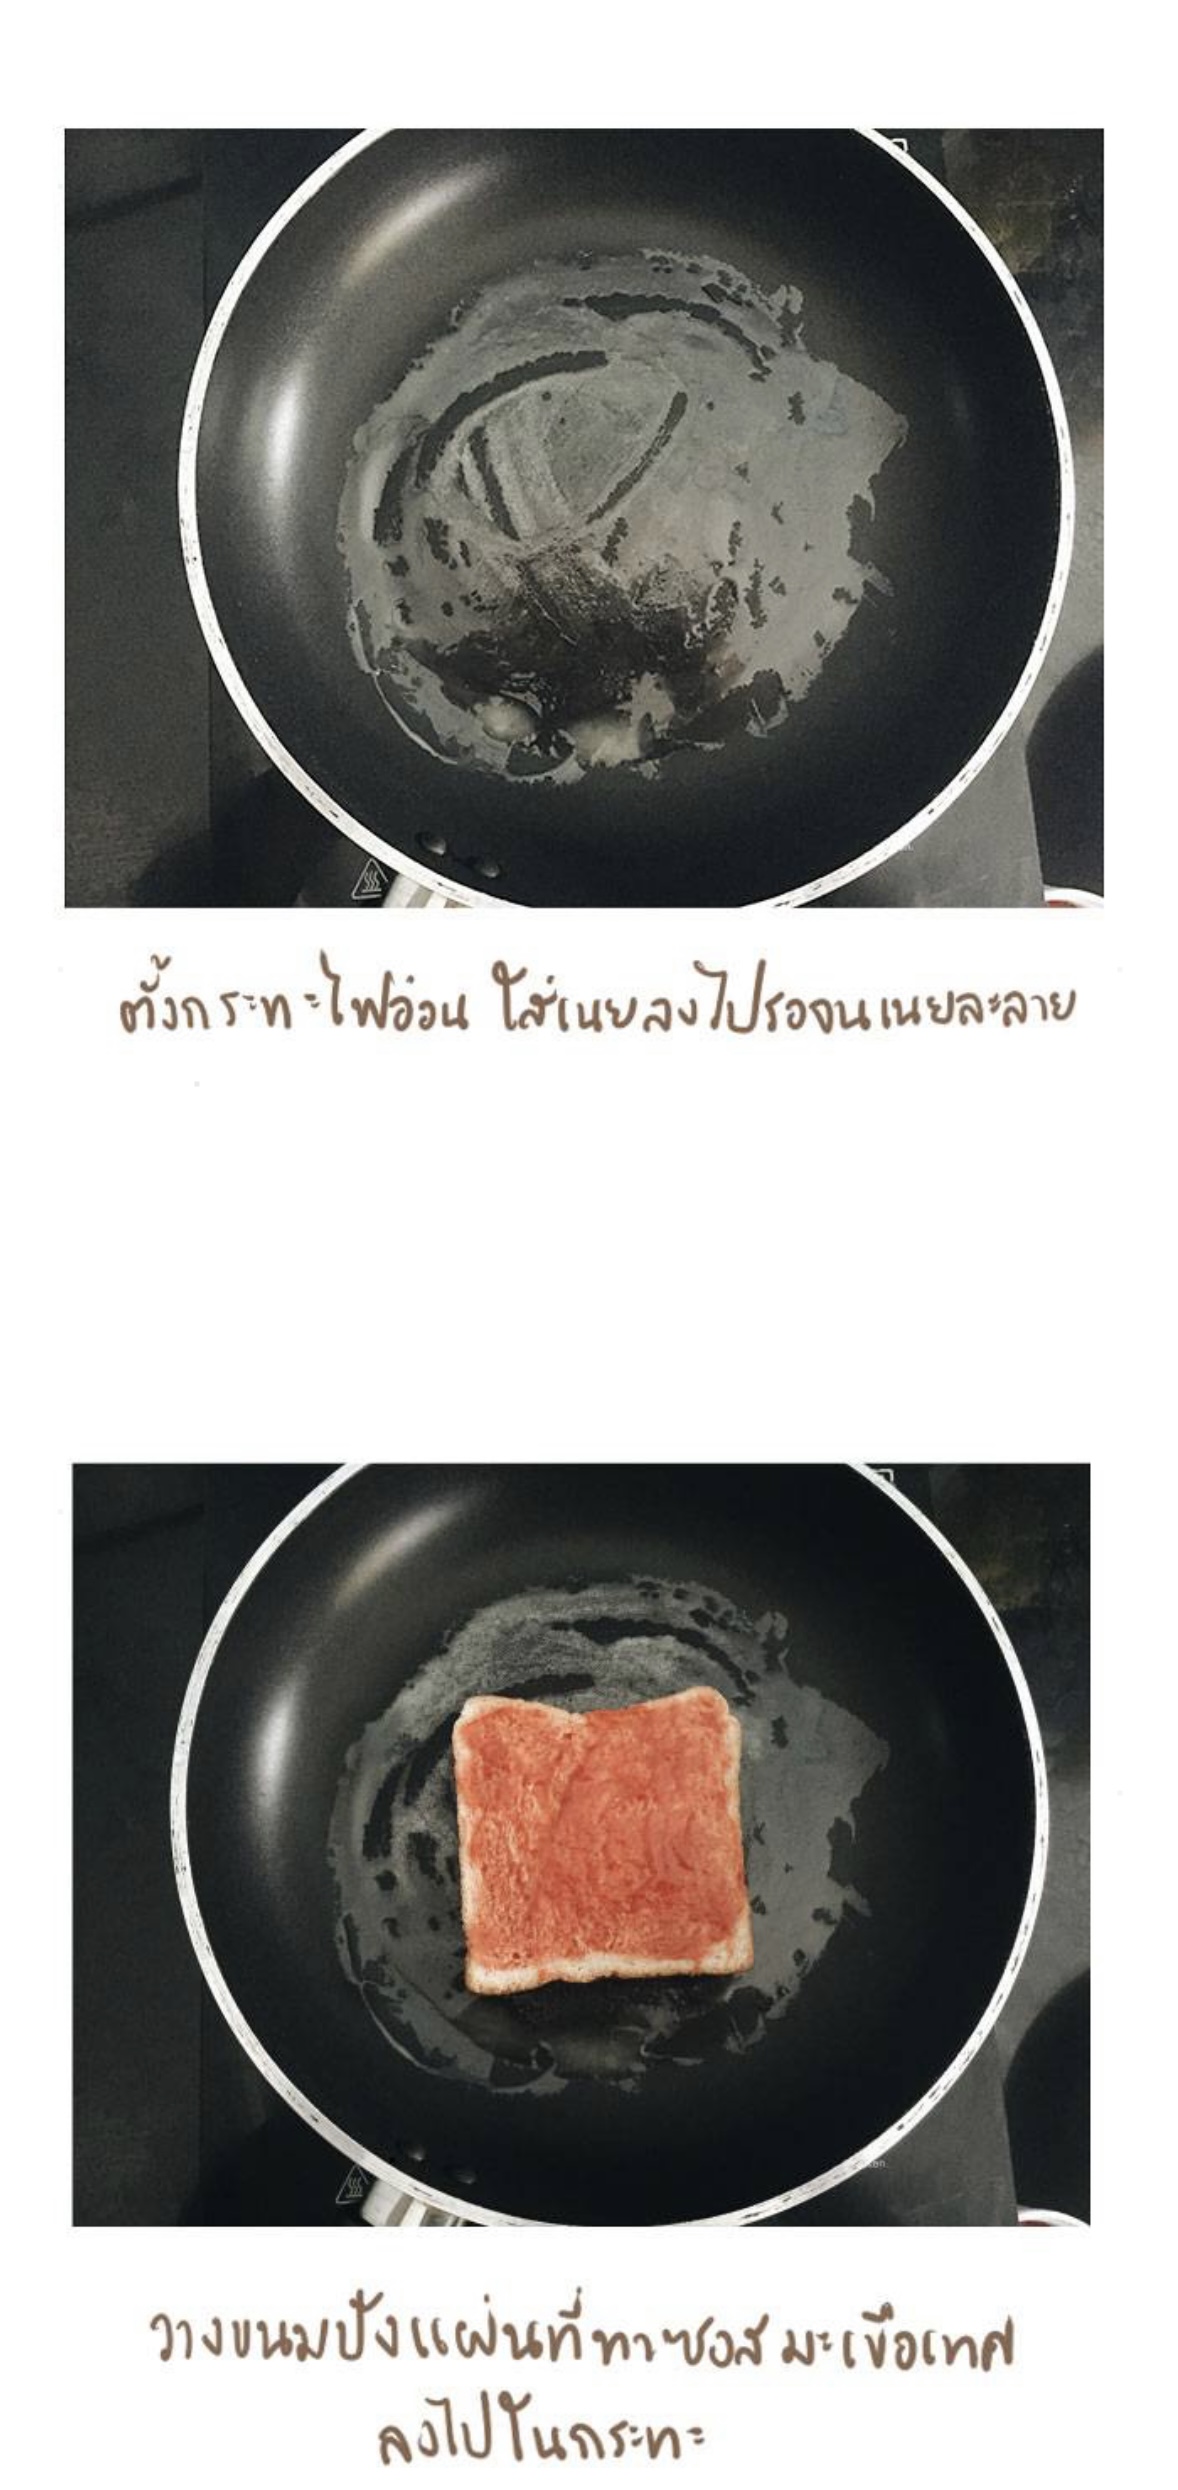 ตั้งกระทะไฟอ่อน ใส่เนยลงไปรอจนเนยละลาย
วางขนมปังแผ่นที่ทาซอสมะเขือเทศ
ลงไปในกระทะ